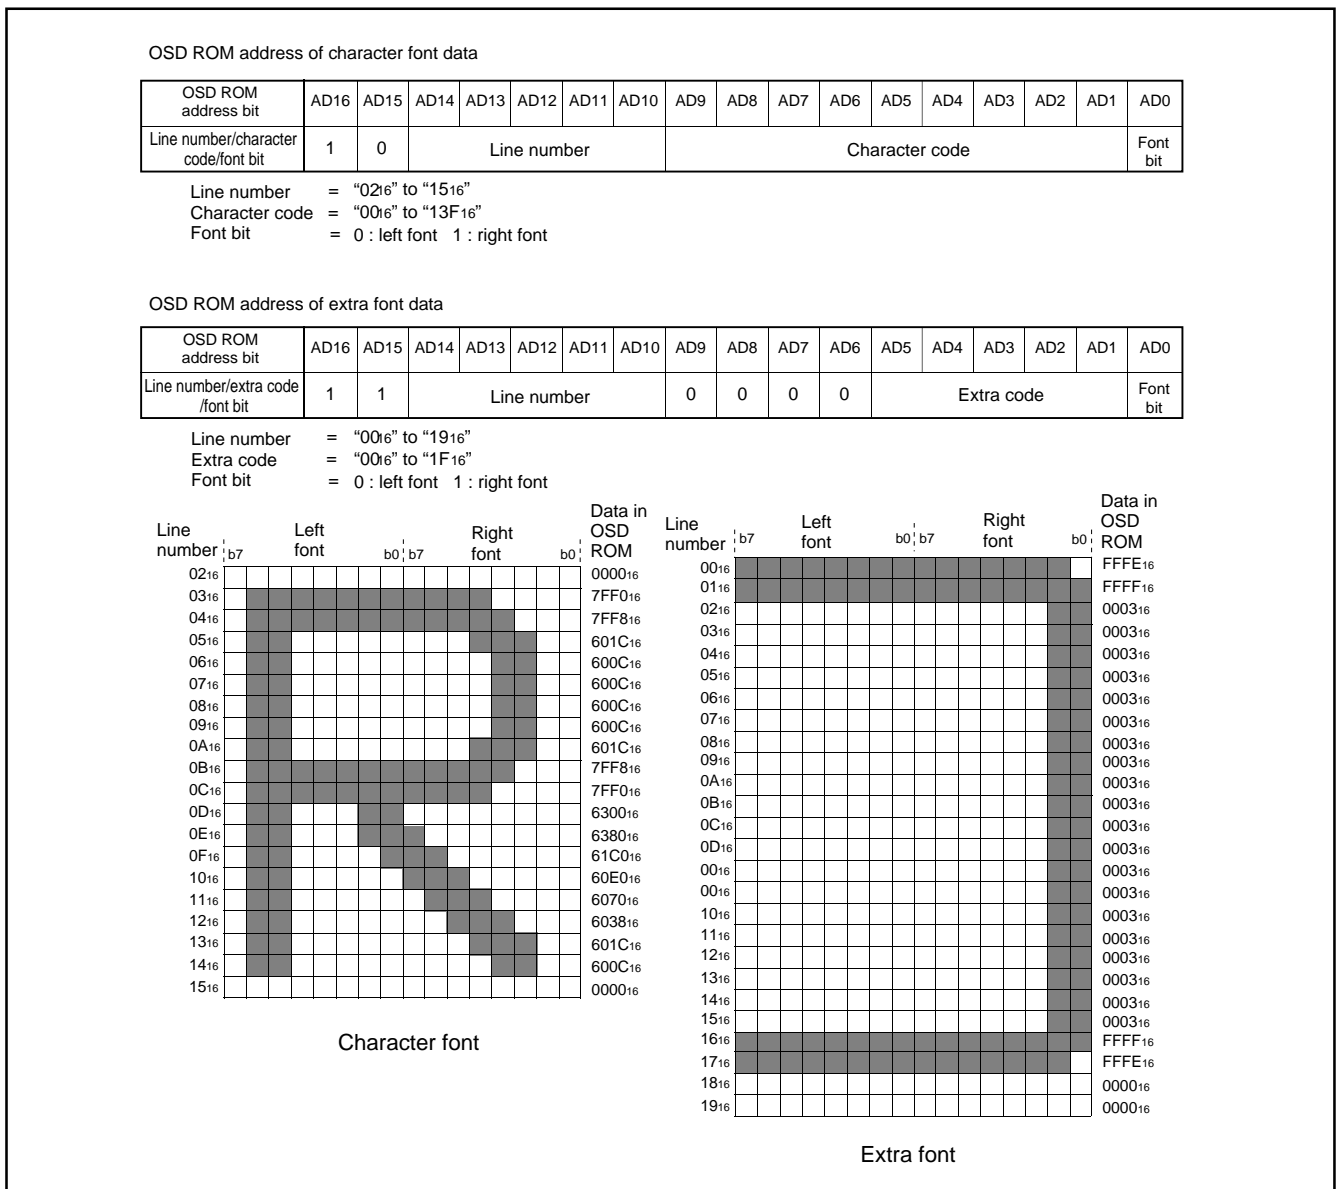 OSD ROM address of character font data
OSD ROM address bit AD16 AD15 AD14 AD13 AD12 AD11 AD10 AD9 AD8 AD7 AD6 AD5 AD4 AD3 AD2 AD1 AD0
Line number/character code/font bit 1 0 Line number Character code Font bit
Line number = “0216” to “1516”
Character code = “0016” to “13F16”
Font bit = 0 : left font 1 : right font
OSD ROM address of extra font data
OSD ROM address bit AD16 AD15 AD14 AD13 AD12 AD11 AD10 AD9 AD8 AD7 AD6 AD5 AD4 AD3 AD2 AD1 AD0
Line number/extra code /font bit 1 1 Line number 0 0 0 0 Extra code Font bit
Line number = “0016” to “1916”
Extra code = “0016” to “1F16”
Font bit = 0 : left font 1 : right font
Line number b7 Left font b0 b7 Right font b0 Data in OSD ROM
0216 000016
0316 7FF016
0416 7FF816
0516 601C16
0616 600C16
0716 600C16
0816 600C16
0916 600C16
0A16 601C16
0B16 7FF816
0C16 7FF016
0D16 630016
0E16 638016
0F16 61C016
1016 60E016
1116 607016
1216 603816
1316 601C16
1416 600C16
1516 000016
Character font
Line number b7 Left font b0 b7 Right font b0 Data in OSD ROM
0016 FFFE16
0116 FFFF16
0216 000316
0316 000316
0416 000316
0516 000316
0616 000316
0716 000316
0816 000316
0916 000316
0A16 000316
0B16 000316
0C16 000316
0D16 000316
0016 000316
0016 000316
1016 000316
1116 000316
1216 000316
1316 000316
1416 000316
1516 000316
1616 FFFF16
1716 FFFE16
1816 000016
1916 000016
Extra font